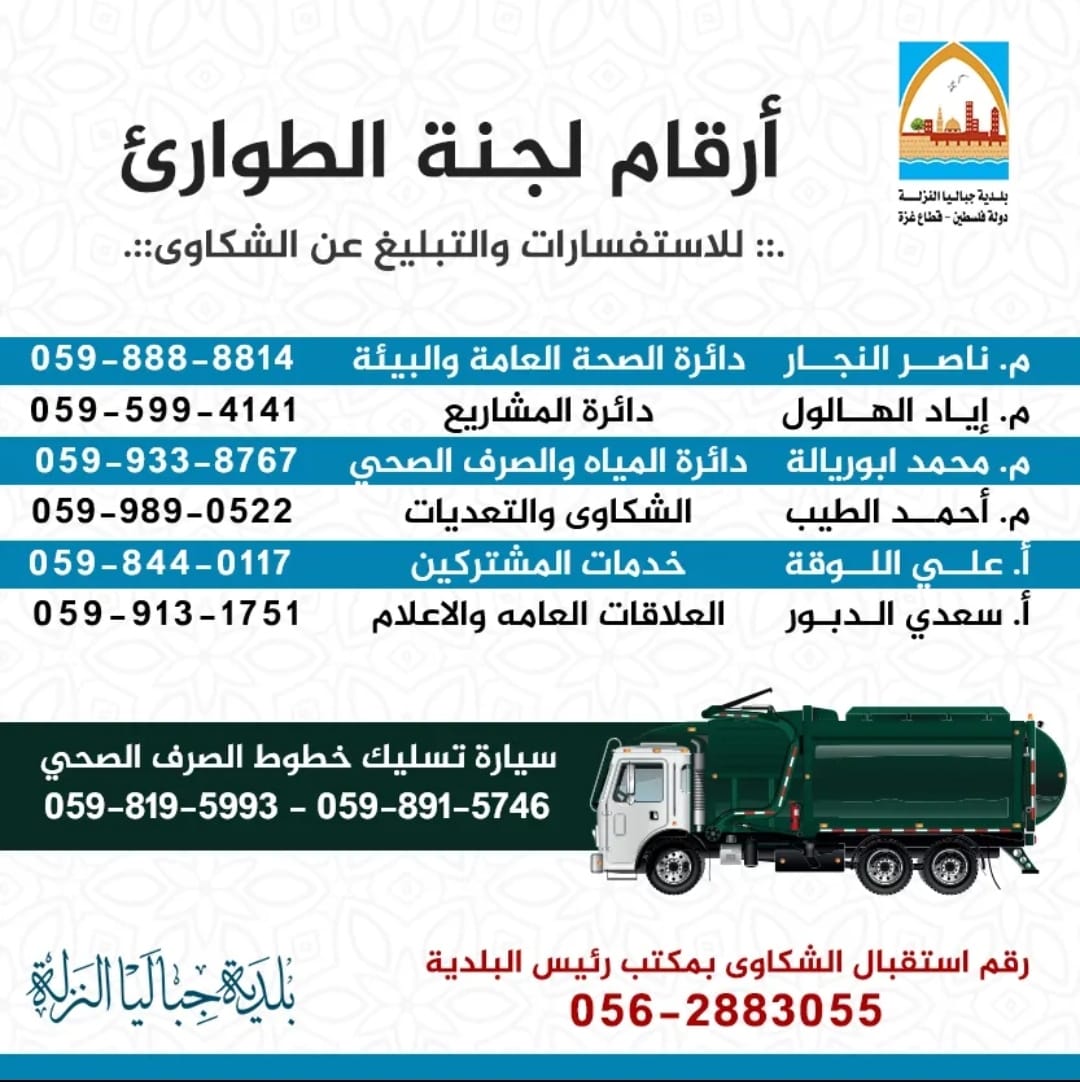 بلدية جباليا النزلة
دولة فلسطين - قطاع غزة
أرقام لجنة الطوارئ
.:: للاستفسارات والتبليغ عن الشكاوى::.
م. ناصر النجار دائرة الصحة العامة والبيئة 059-888-8814
م. إياد الهالول دائرة المشاريع 059-599-4141
م. محمد ابوريالة دائرة المياه والصرف الصحي 059-933-8767
م. أحمد الطيب الشكاوى والتعديات 059-989-0522
أ. علي اللوقة خدمات المشتركين 059-844-0117
أ. سعدي الدبور العلاقات العامه والاعلام 059-913-1751
سيارة تسليك خطوط الصرف الصحي
059-819-5993 - 059-891-5746
رقم استقبال الشكاوى بمكتب رئيس البلدية
056-2883055
بلدية جباليا النزلة